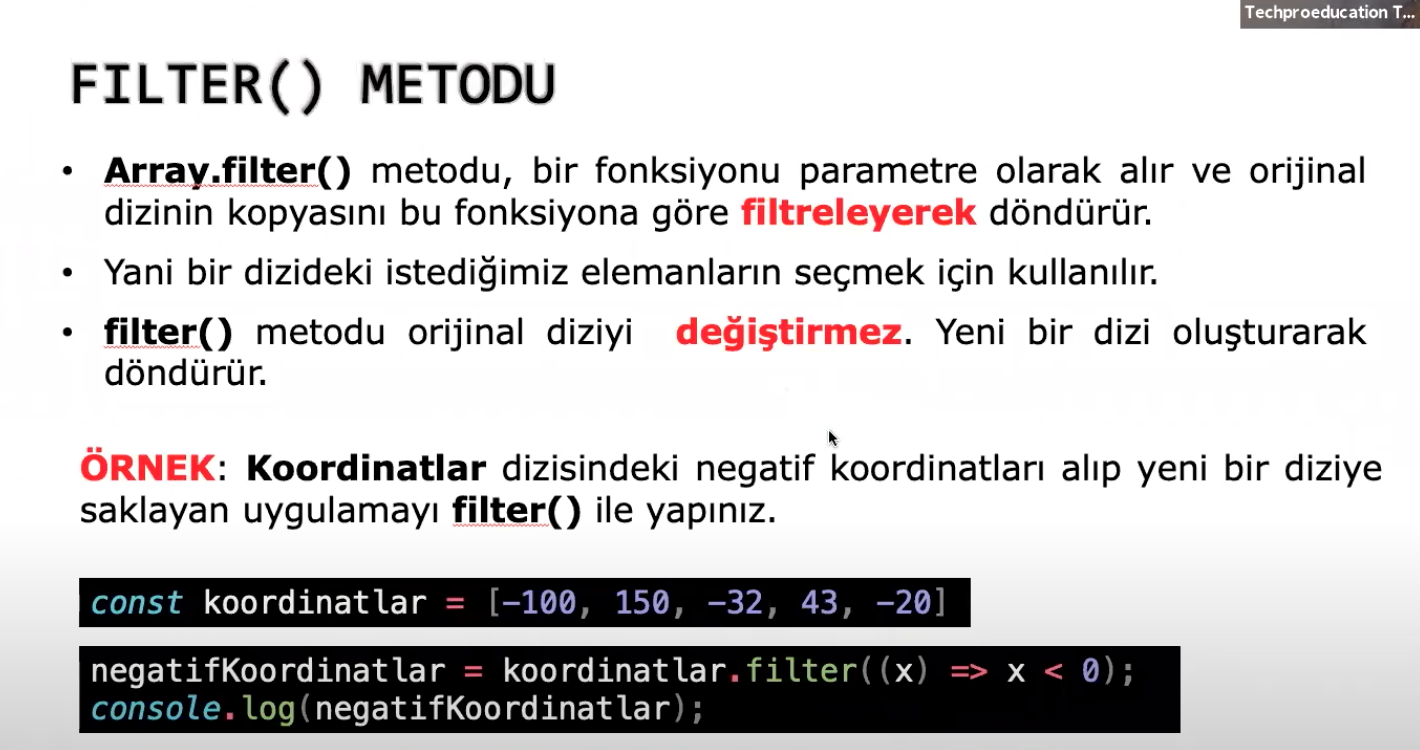 Techproeducation T...
FILTER() METODU
• Array.filter() metodu, bir fonksiyonu parametre olarak alır ve orijinal
dizinin kopyasını bu fonksiyona göre filtreleyerek döndürür.
• Yani bir dizideki istediğimiz elemanların seçmek için kullanılır.
• filter() metodu orijinal diziyi değiştirmez. Yeni bir dizi oluşturarak
döndürür.
ÖRNEK: Koordinatlar dizisindeki negatif koordinatları alıp yeni bir diziye
saklayan uygulamayı filter() ile yapınız.
const koordinatlar = [-100, 150, -32, 43, -20]
negatifKoordinatlar = koordinatlar.filter((x) => x < 0);
console.log(negatifKoordinatlar);